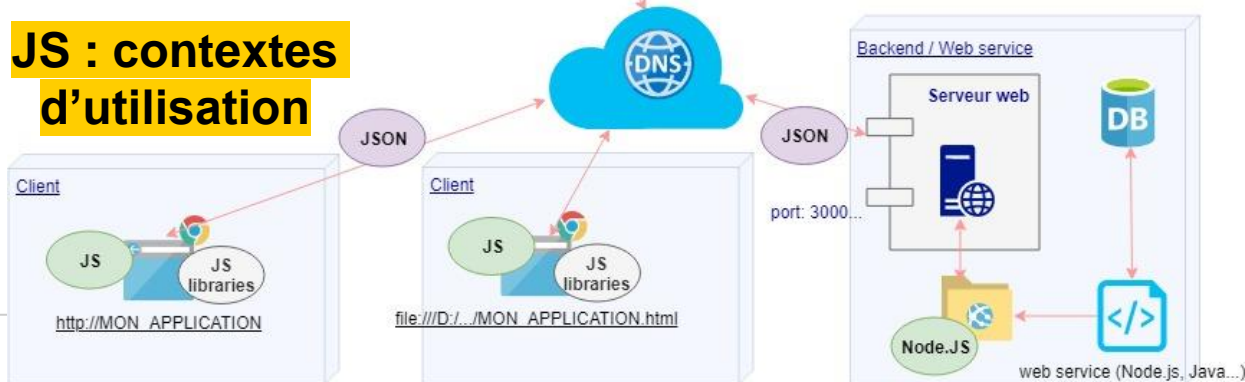 JS : contextes
d’utilisation
DNS
JSON
JSON
Client
JS
JS
libraries
http://MON_APPLICATION
Client
JS
JS
libraries
file:///D:/.../MON_APPLICATION.html
Backend / Web service
Serveur web
port: 3000...
DB
Node.JS
</>
web service (Node.js, Java...)